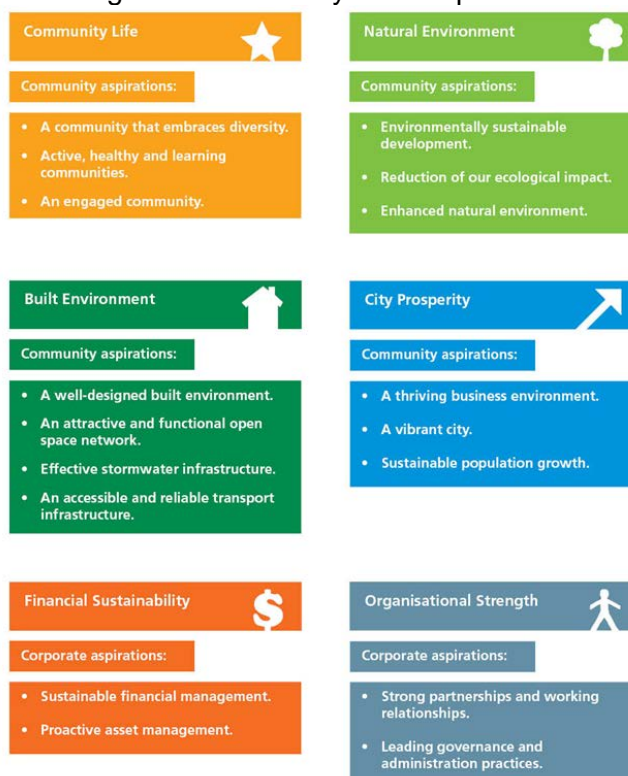 Community Life
Community aspirations:
• A community that embraces diversity.
• Active, healthy and learning
communities.
• An engaged community.
Natural Environment
Community aspirations:
• Environmentally sustainable
development.
• Reduction of our ecological impact.
• Enhanced natural environment.
Built Environment
Community aspirations:
• A well-designed built environment.
• An attractive and functional open
space network.
• Effective stormwater infrastructure.
• An accessible and reliable transport
infrastructure.
City Prosperity
Community aspirations:
• A thriving business environment.
• A vibrant city.
• Sustainable population growth.
Financial Sustainability
$
Corporate aspirations:
• Sustainable financial management.
• Proactive asset management.
Organisational Strength
Corporate aspirations:
• Strong partnerships and working
relationships.
• Leading governance and
administration practices.